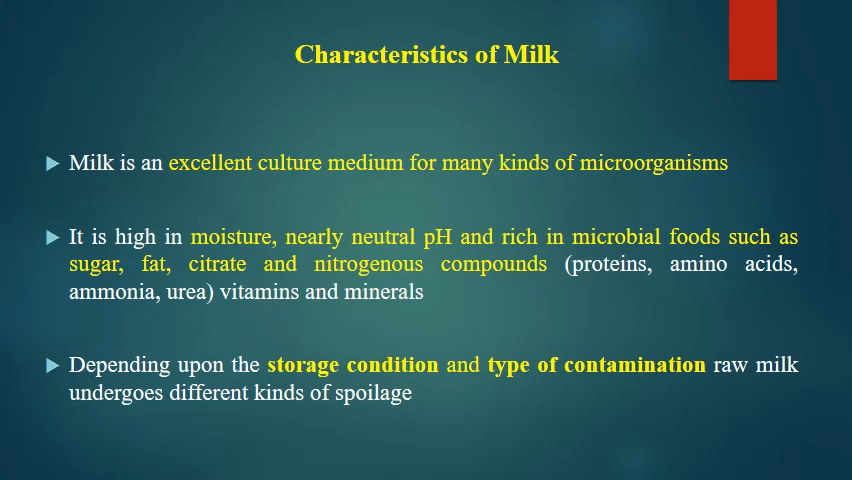 Characteristics of Milk
Milk is an excellent culture medium for many kinds of microorganisms
It is high in moisture, nearly neutral pH and rich in microbial foods such as
sugar, fat, citrate and nitrogenous compounds (proteins, amino acids,
ammonia, urea) vitamins and minerals
Depending upon the storage condition and type of contamination raw milk
undergoes different kinds of spoilage